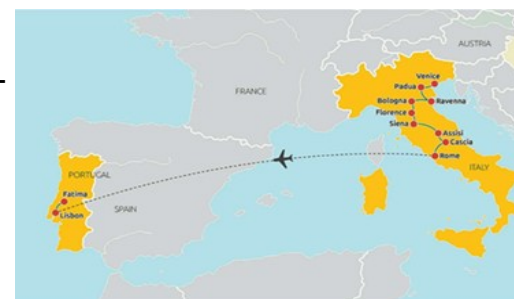 AUSTRIA
FRANCE
Venice
Padua
Bologna
Ravenna
Florence
Siena
Assisi
Cascia
Rome
ITALY
PORTUGAL
Fatima
Lisbon
SPAIN